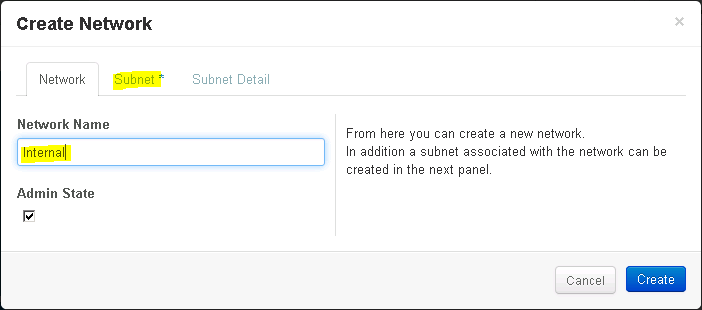 Create Network
×
Network
Subnet *
Subnet Detail
Network Name
Internal
Admin State
From here you can create a new network.
In addition a subnet associated with the network can be
created in the next panel.
Cancel
Create